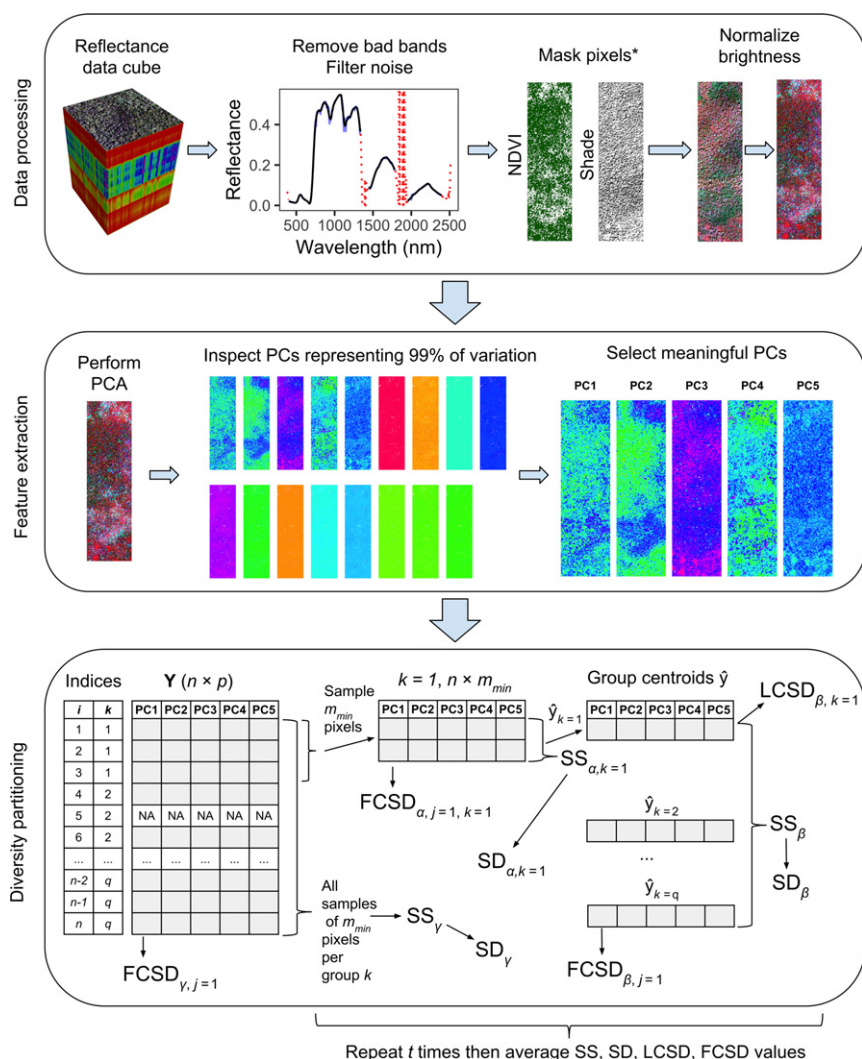 Data processing
Reflectance
data cube
Remove bad bands
Filter noise
Reflectance
0.4
0.2
0.0
500 1000 1500 2000 2500
Wavelength (nm)
Mask pixels*
NDVI
Shade
Normalize
brightness
Feature extraction
Perform
PCA
Inspect PCs representing 99% of variation
Select meaningful PCs
PC1 PC2 PC3 PC4 PC5
Diversity partitioning
Indices
i k
1 1
2 1
3 1
4 2
5 2
6 2
... ...
n-2 q
n-1 q
n q
Y (n × p)
PC1 PC2 PC3 PC4 PC5
NA NA NA NA NA
... ... ... ... ...
FCSDγ, j = 1
Sample
m_min
pixels
k = 1, n × m_min
PC1 PC2 PC3 PC4 PC5
FCSDα, j = 1, k = 1
ŷk = 1
SSα,k = 1
SDα,k = 1
All
samples
of m_min
pixels
per
group k
SSγ
SDγ
Group centroids ŷ
PC1 PC2 PC3 PC4 PC5
LCSDβ, k = 1
ŷk = 2
...
ŷk = q
FCSDβ, j = 1
SSβ
SDβ
Repeat t times then average SS, SD, LCSD, FCSD values